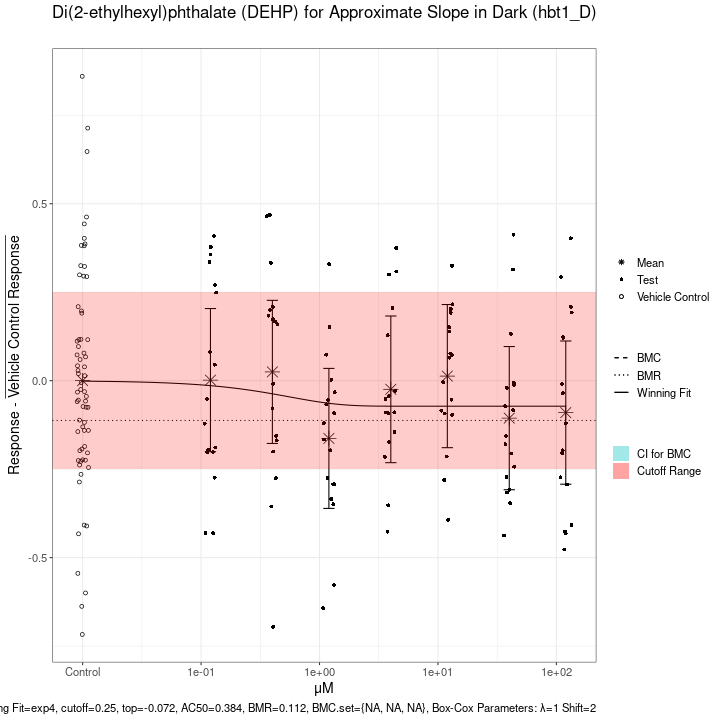 Di(2-ethylhexyl)phthalate (DEHP) for Approximate Slope in Dark (hbt1_D)
Response - Vehicle Control Response
0.5
0.0
-0.5
Control
1e-01
1e+00
1e+01
1e+02
μM
Mean
Test
Vehicle Control
BMC
BMR
Winning Fit
CI for BMC
Cutoff Range
Fit=exp4, cutoff=0.25, top=-0.072, AC50=0.384, BMR=0.112, BMC.set={NA, NA, NA}, Box-Cox Parameters: λ=1 Shift=2